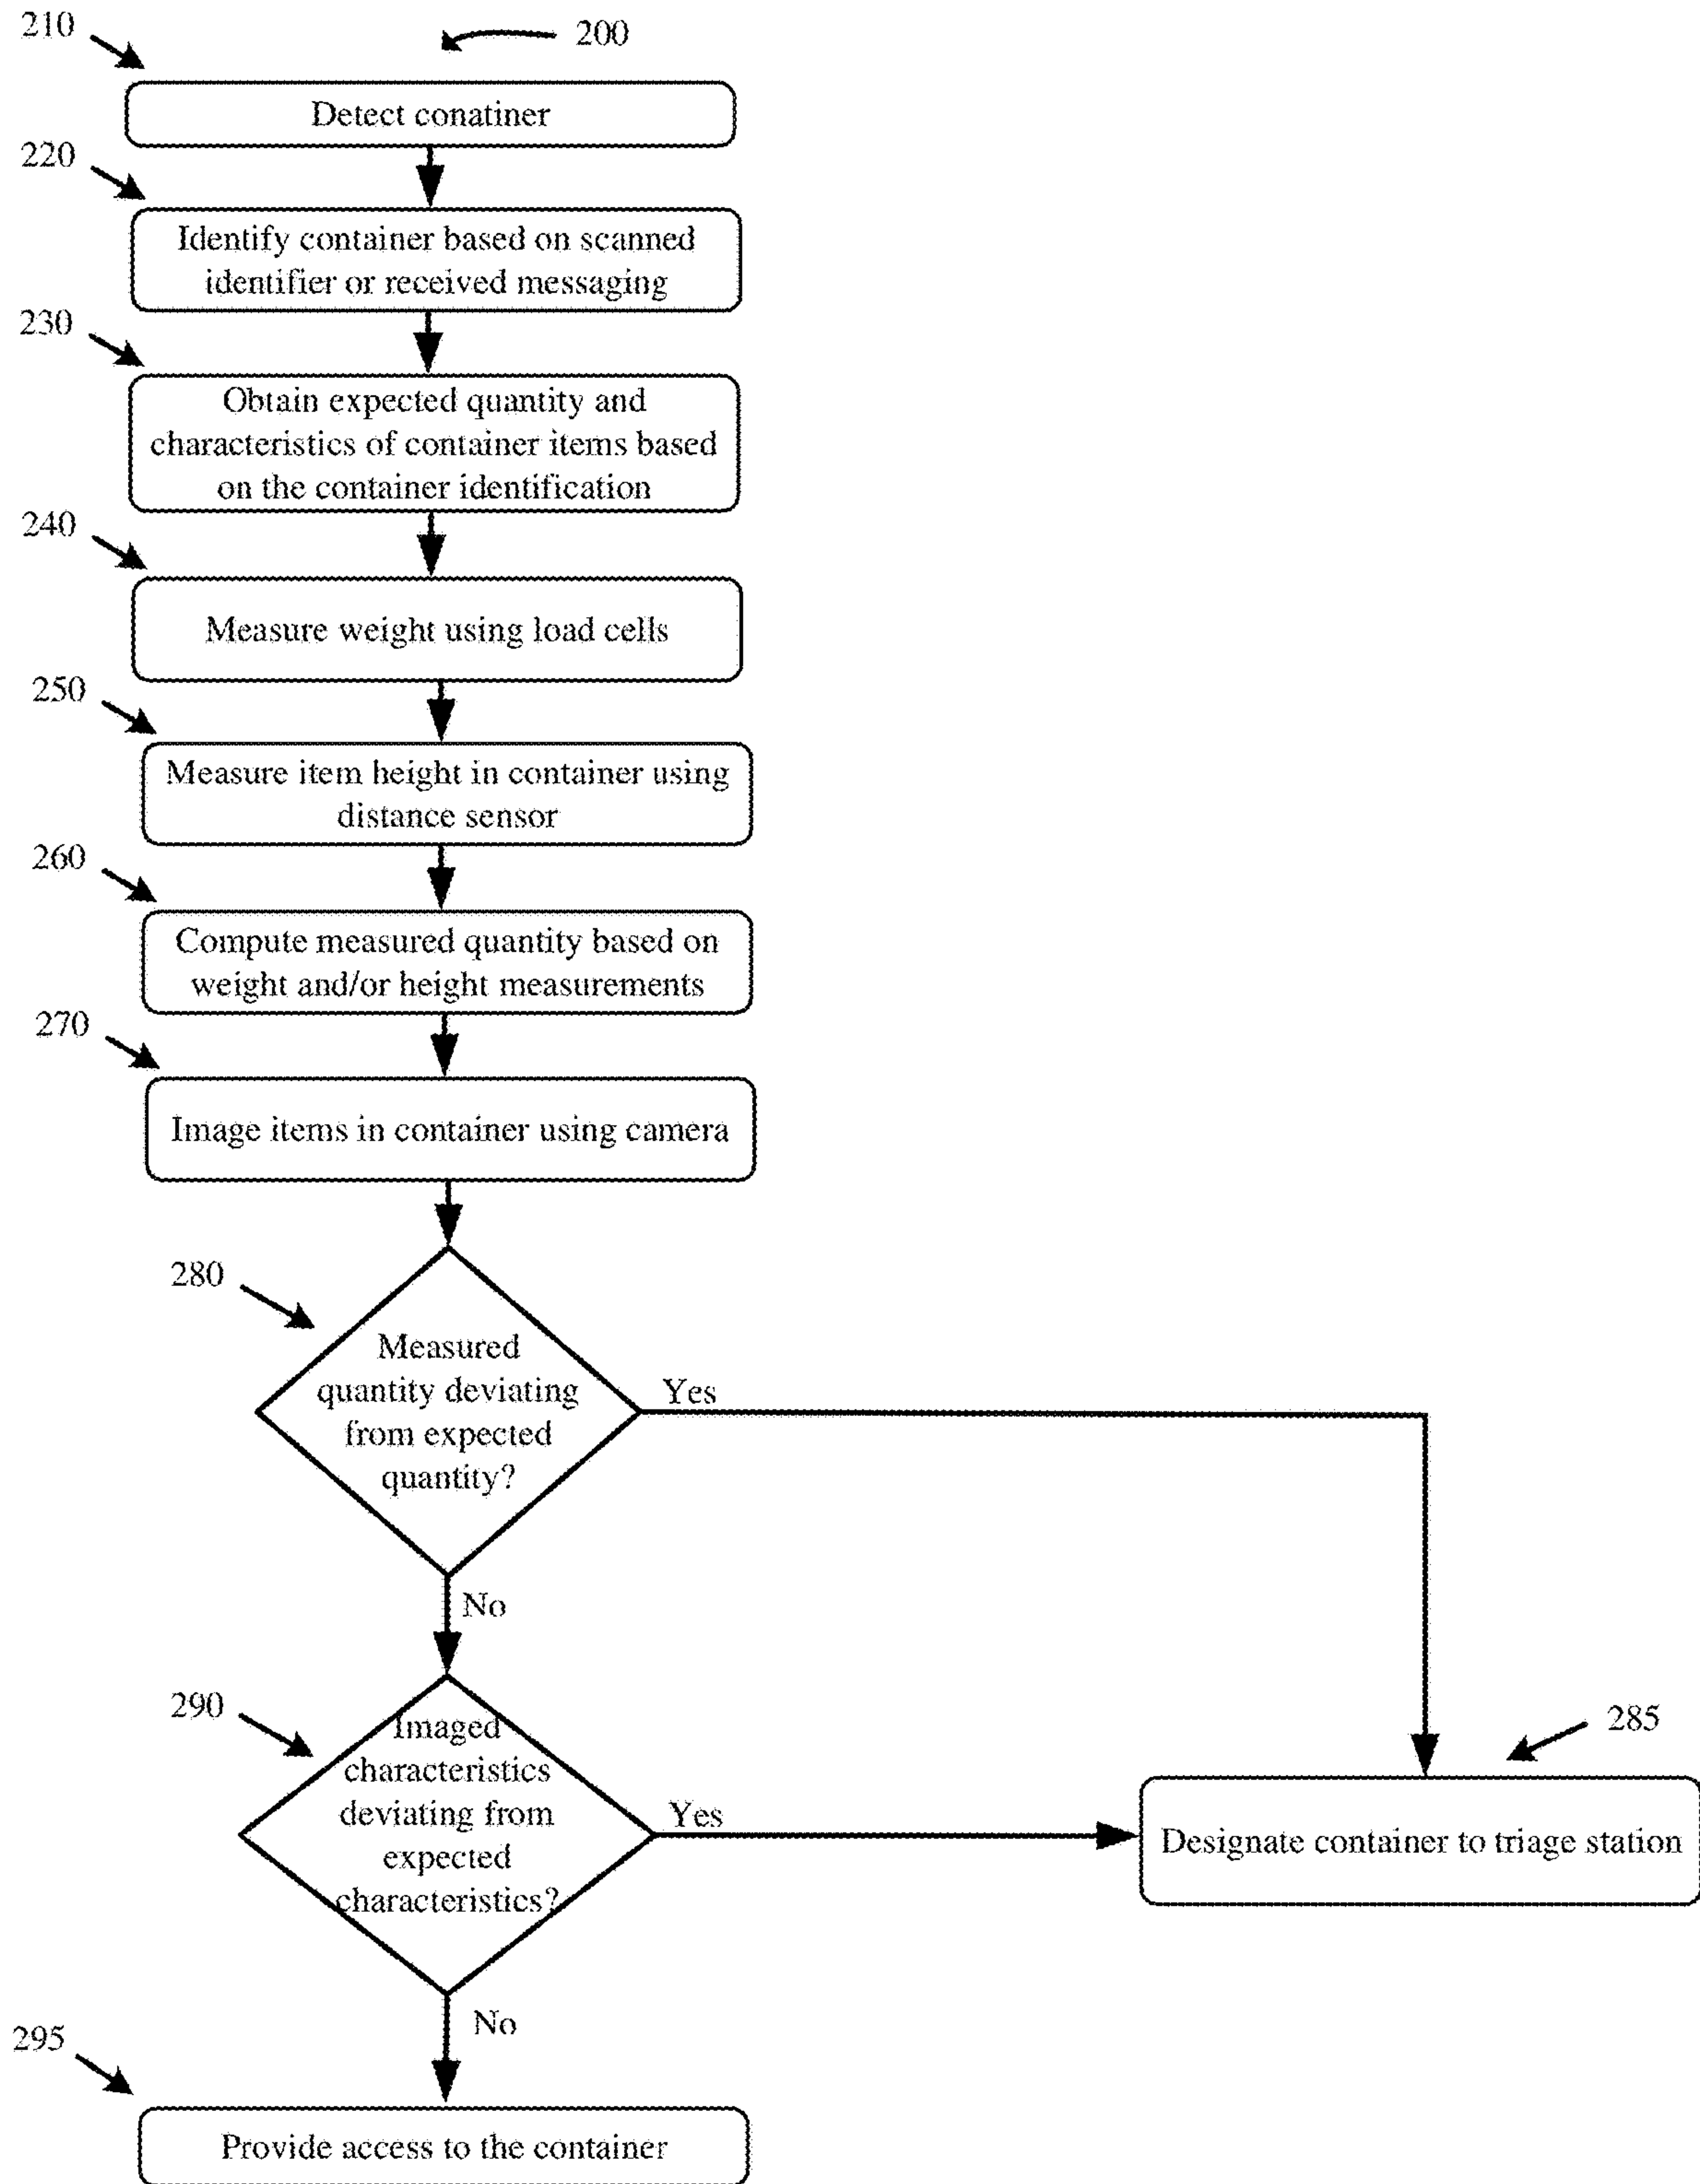 210
200
Detect conatiner
220
Identify container based on scanned
identifier or received messaging
230
Obtain expected quantity and
characteristics of container items based
on the container identification
240
Measure weight using load cells
250
Measure item height in container using
distance sensor
260
Compute measured quantity based on
weight and/or height measurements
270
Image items in container using camera
280
Measured
quantity deviating
from expected
quantity?
Yes
No
290
Imaged
characteristics
deviating from
expected
characteristics?
Yes
285
Designate container to triage station
No
295
Provide access to the container